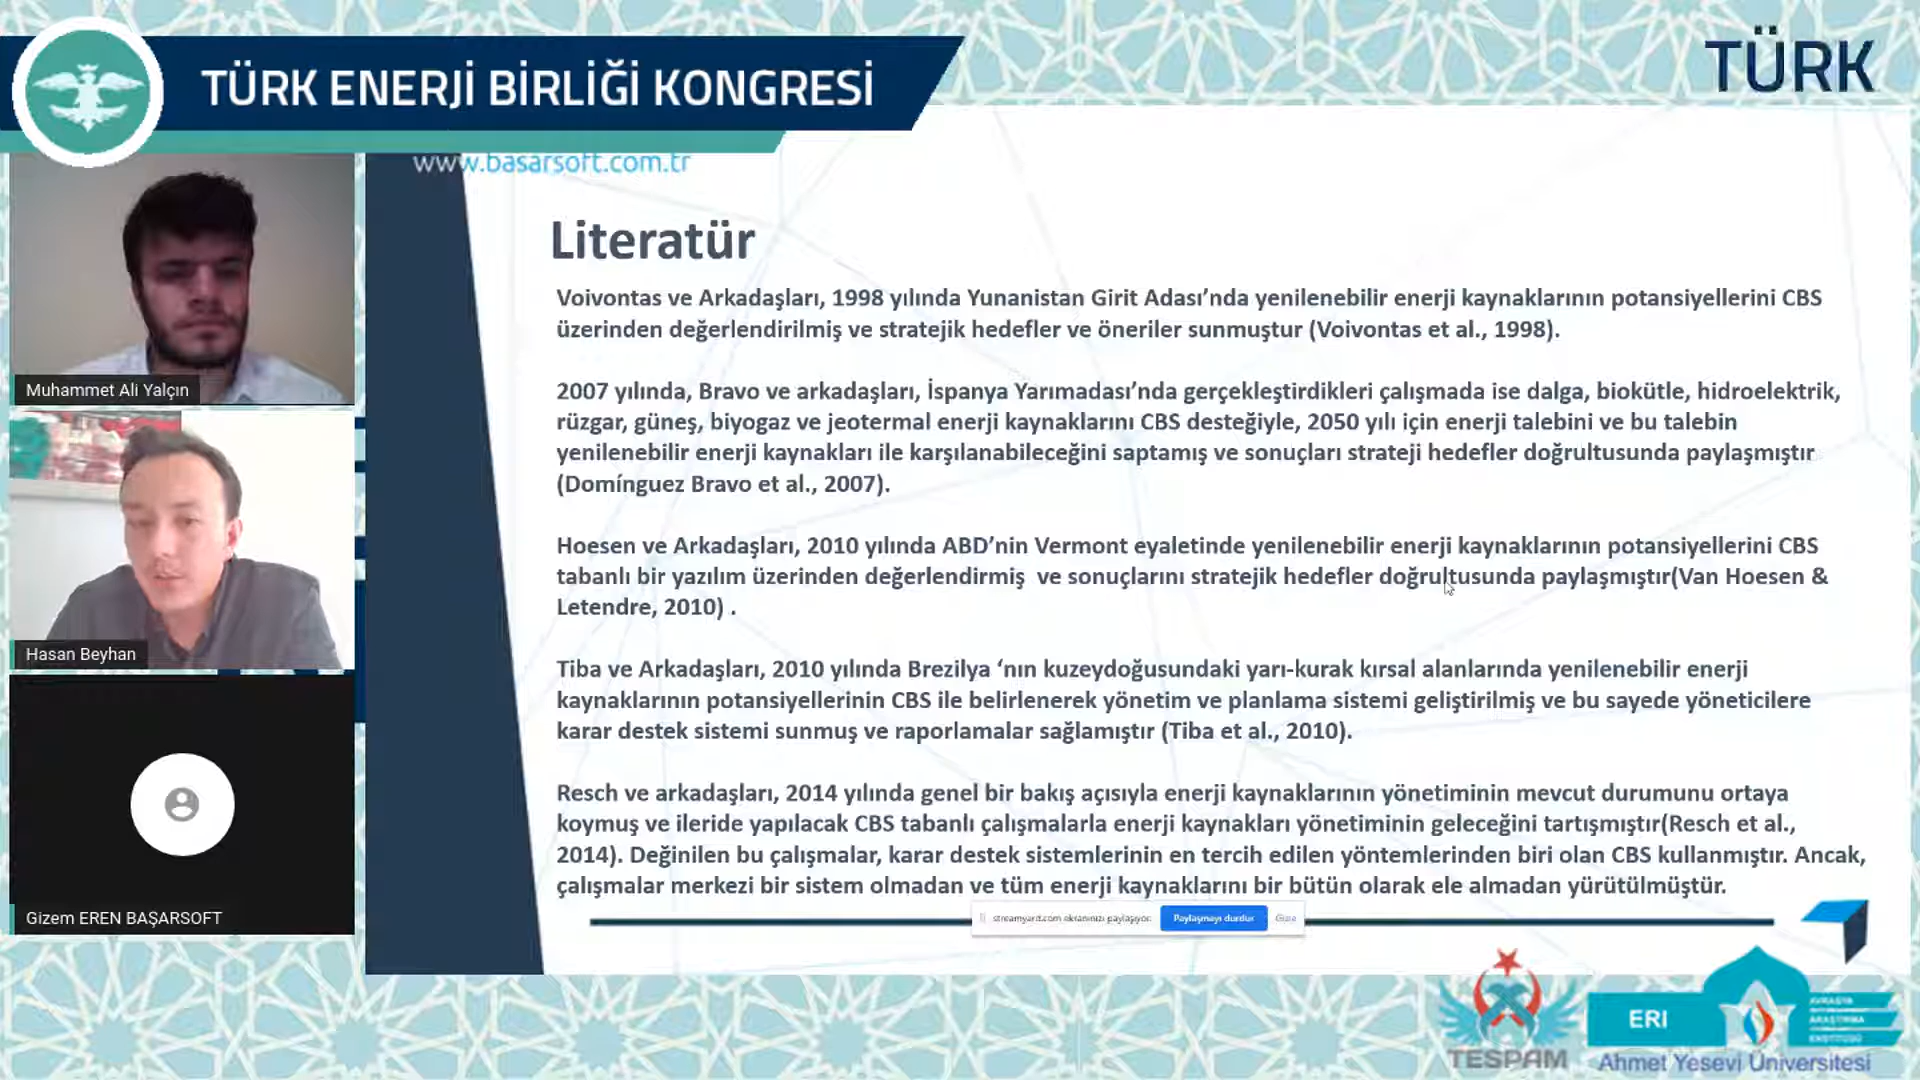 TÜRK ENERJİ BİRLİĞİ KONGRESİ
TÜRK
www.basarsoft.com.tr
Literatür
Voivontas ve Arkadaşları, 1998 yılında Yunanistan Girit Adası’nda yenilenebilir enerji kaynaklarının potansiyellerini CBS
üzerinden değerlendirilmiş ve stratejik hedefler ve öneriler sunmuştur (Voivontas et al., 1998).
2007 yılında, Bravo ve arkadaşları, İspanya Yarımadası’nda gerçekleştirdikleri çalışmada ise dalga, biokütle, hidroelektrik,
rüzgar, güneş, biyogaz ve jeotermal enerji kaynaklarını CBS desteğiyle, 2050 yılı için enerji talebini ve bu talebin
yenilenebilir enerji kaynakları ile karşılanabileceğini saptamış ve sonuçları strateji hedefler doğrultusunda paylaşmıştır
(Domínguez Bravo et al., 2007).
Hoesen ve Arkadaşları, 2010 yılında ABD’nin Vermont eyaletinde yenilenebilir enerji kaynaklarının potansiyellerini CBS
tabanlı bir yazılım üzerinden değerlendirmiş  ve sonuçlarını stratejik hedefler doğrultusunda paylaşmıştır(Van Hoesen &
Letendre, 2010) .
Tiba ve Arkadaşları, 2010 yılında Brezilya ‘nın kuzeydoğusundaki yarı-kurak kırsal alanlarında yenilenebilir enerji
kaynaklarının potansiyellerinin CBS ile belirlenerek yönetim ve planlama sistemi geliştirilmiş ve bu sayede yöneticilere
karar destek sistemi sunmuş ve raporlamalar sağlamıştır (Tiba et al., 2010).
Resch ve arkadaşları, 2014 yılında genel bir bakış açısıyla enerji kaynaklarının yönetiminin mevcut durumunu ortaya
koymuş ve ileride yapılacak CBS tabanlı çalışmalarla enerji kaynakları yönetiminin geleceğini tartışmıştır(Resch et al.,
2014). Değinilen bu çalışmalar, karar destek sistemlerinin en tercih edilen yöntemlerinden biri olan CBS kullanmıştır. Ancak,
çalışmalar merkezi bir sistem olmadan ve tüm enerji kaynaklarını bir bütün olarak ele almadan yürütülmüştür.
streamyard.com ekranınızı paylaşıyor. Paylaşmayı durdur Gizle
Muhammet Ali Yalçın
Hasan Beyhan
Gizem EREN BAŞARSOFT
TESPAM
ERI
AVRASYA
ARAŞTIRMA
ENSTİTÜSÜ
Ahmet Yesevi Üniversitesi